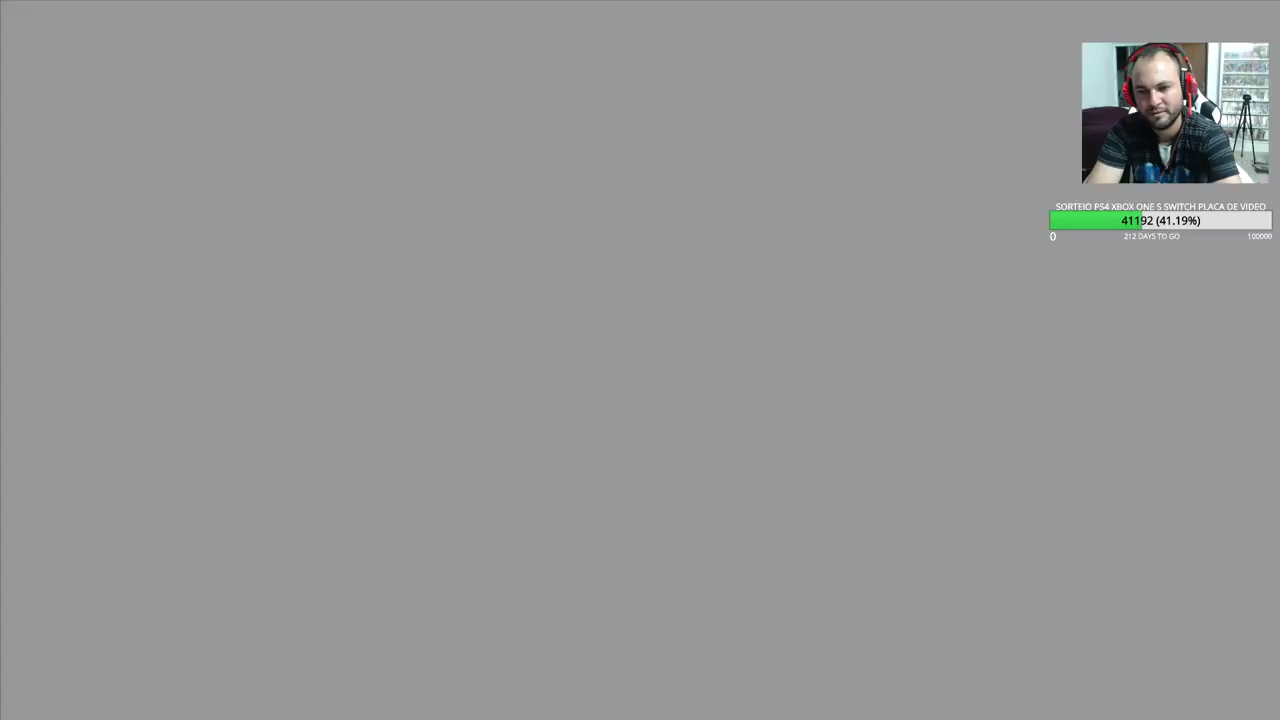 SORTEIO PS4 XBOX ONE S SWITCH PLACA DE VIDEO
41192 (41.19%)
0 212 DAYS TO GO 100000